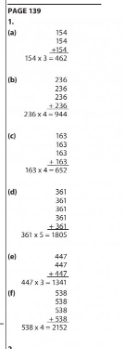 PAGE 139
1.
(a) 154
154
+154
154 x 3 = 462
(b) 236
236
236
+ 236
236 x 4 = 944
(c) 163
163
163
+ 163
163 x 4 = 652
(d) 361
361
361
361
+ 361
361 x 5 = 1805
(e) 447
447
+ 447
447 x 3 = 1341
(f) 538
538
538
+ 538
538 x 4 = 2152